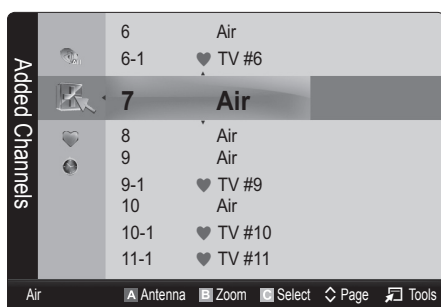 Added Channels
6 Air
6-1 ♥ TV #6
7 Air
8 Air
9 Air
9-1 ♥ TV #9
10 Air
10-1 ♥ TV #10
11-1 ♥ TV #11
Air A Antenna B Zoom C Select Page Tools